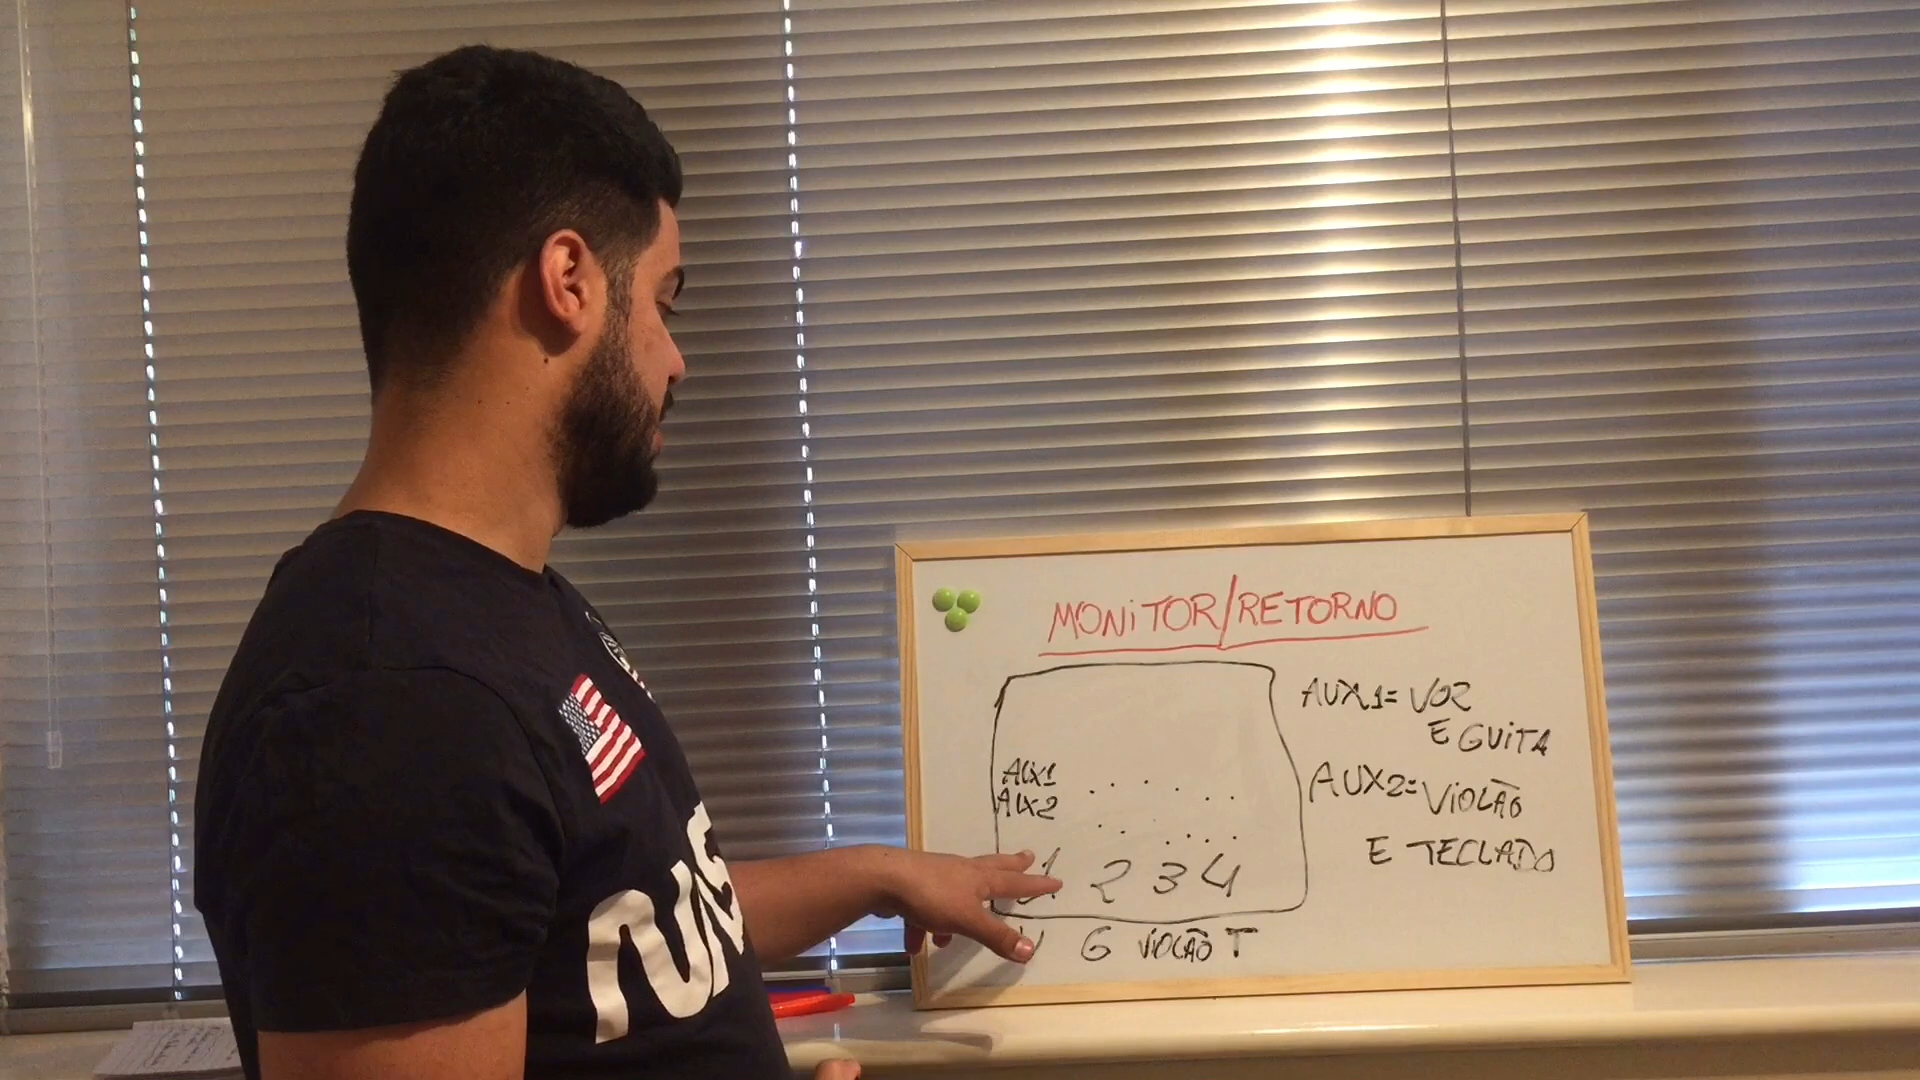 MONiTOR/RETORNO
AUX1= VOZ
E GUiTA
AUX2= ViOLÃO
E TECLADO
AUX1
AUX2
1 2 3 4
V G ViOLÃO T